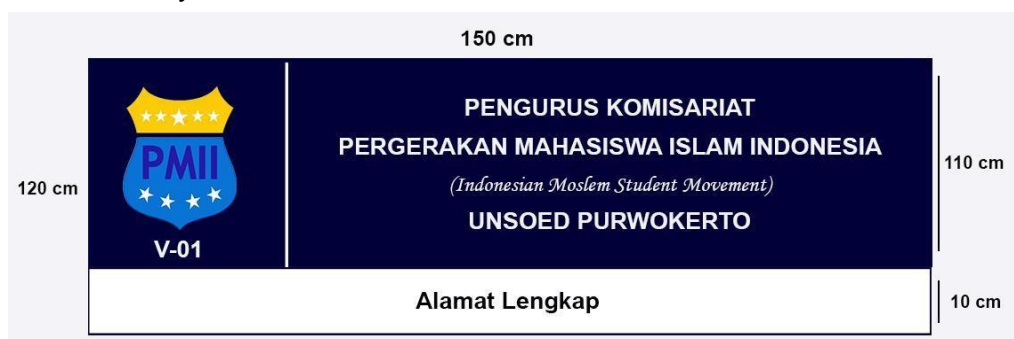 150 cm
PENGURUS KOMISARIAT
PERGERAKAN MAHASISWA ISLAM INDONESIA
(Indonesian Moslem Student Movement)
UNSOED PURWOKERTO
PMII
V-01
120 cm
110 cm
Alamat Lengkap
10 cm